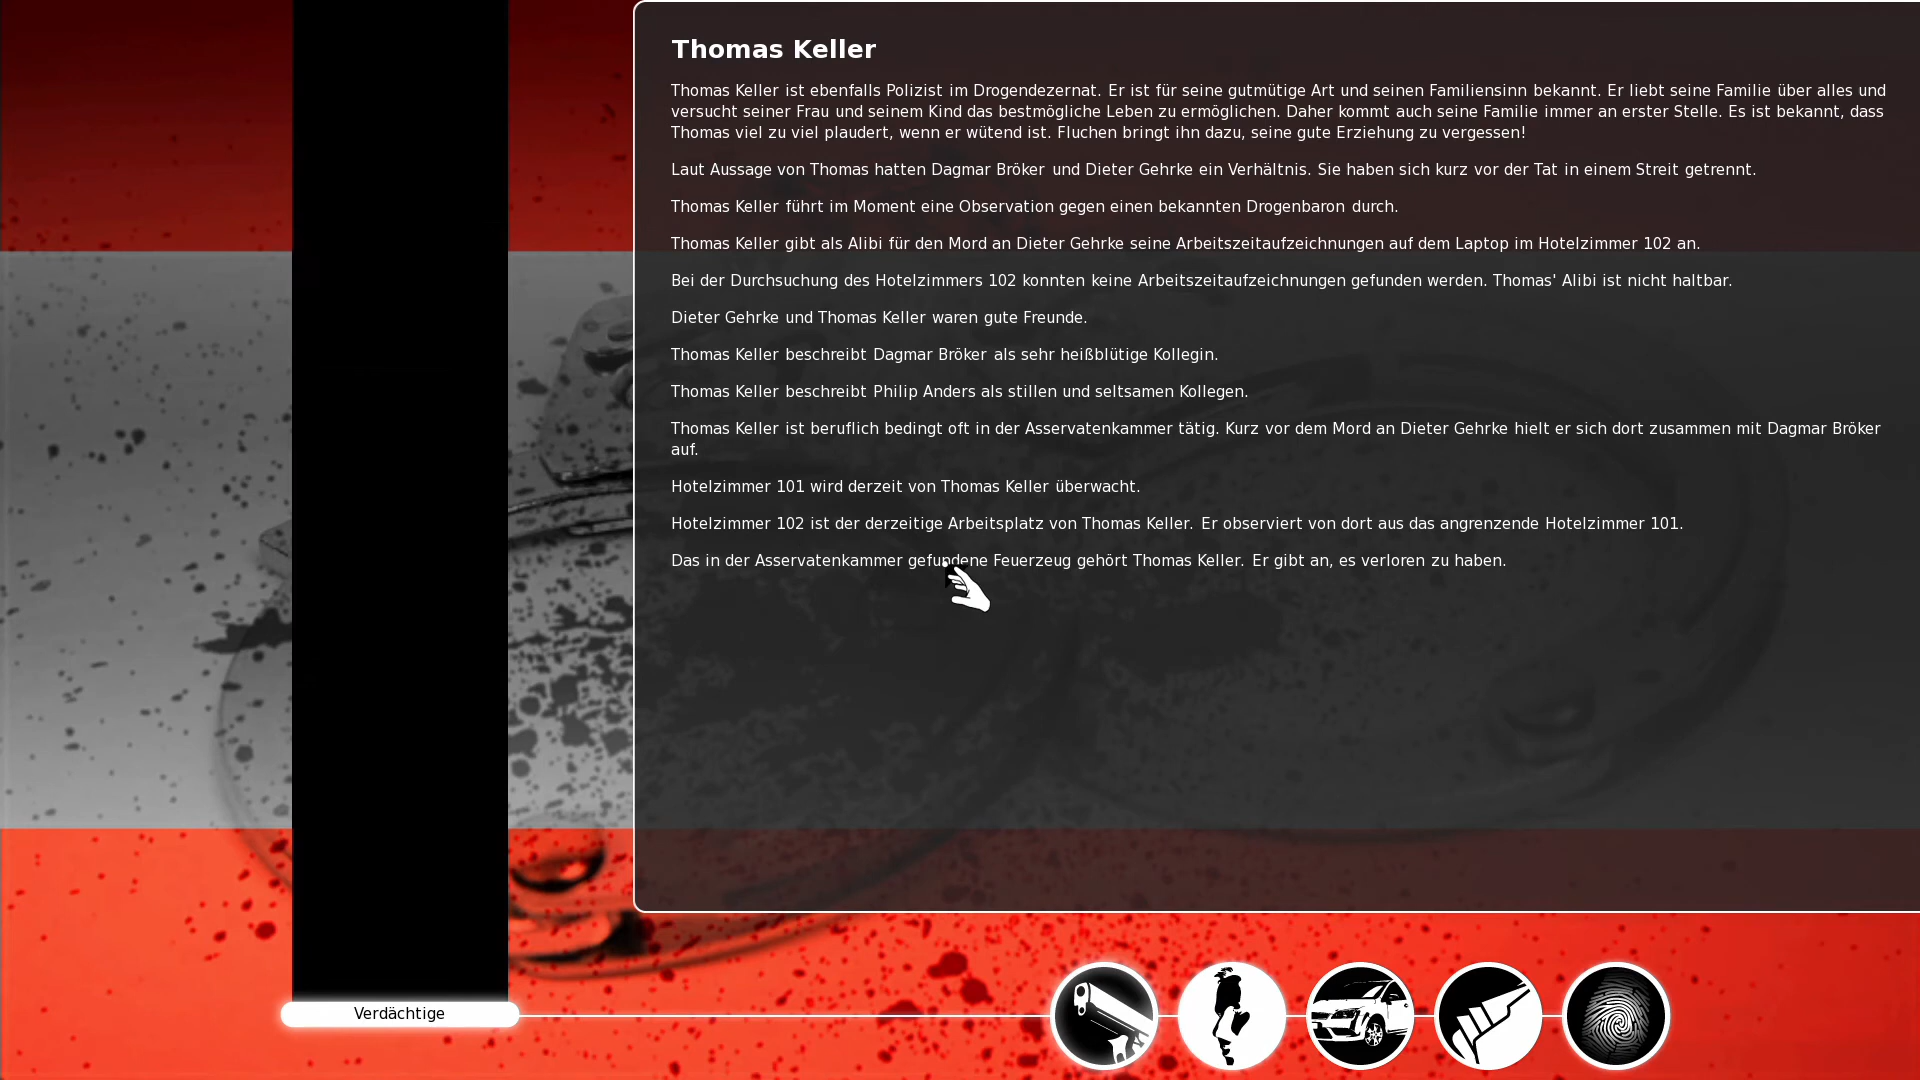 Thomas Keller
Thomas Keller ist ebenfalls Polizist im Drogendezernat. Er ist für seine gutmütige Art und seinen Familiensinn bekannt. Er liebt seine Familie über alles und
versucht seiner Frau und seinem Kind das bestmögliche Leben zu ermöglichen. Daher kommt auch seine Familie immer an erster Stelle. Es ist bekannt, dass
Thomas viel zu viel plaudert, wenn er wütend ist. Fluchen bringt ihn dazu, seine gute Erziehung zu vergessen!
Laut Aussage von Thomas hatten Dagmar Bröker und Dieter Gehrke ein Verhältnis. Sie haben sich kurz vor der Tat in einem Streit getrennt.
Thomas Keller führt im Moment eine Observation gegen einen bekannten Drogenbaron durch.
Thomas Keller gibt als Alibi für den Mord an Dieter Gehrke seine Arbeitszeitaufzeichnungen auf dem Laptop im Hotelzimmer 102 an.
Bei der Durchsuchung des Hotelzimmers 102 konnten keine Arbeitszeitaufzeichnungen gefunden werden. Thomas' Alibi ist nicht haltbar.
Dieter Gehrke und Thomas Keller waren gute Freunde.
Thomas Keller beschreibt Dagmar Bröker als sehr heißblütige Kollegin.
Thomas Keller beschreibt Philip Anders als stillen und seltsamen Kollegen.
Thomas Keller ist beruflich bedingt oft in der Asservatenkammer tätig. Kurz vor dem Mord an Dieter Gehrke hielt er sich dort zusammen mit Dagmar Bröker
auf.
Hotelzimmer 101 wird derzeit von Thomas Keller überwacht.
Hotelzimmer 102 ist der derzeitige Arbeitsplatz von Thomas Keller. Er observiert von dort aus das angrenzende Hotelzimmer 101.
Das in der Asservatenkammer gefundene Feuerzeug gehört Thomas Keller. Er gibt an, es verloren zu haben.
Verdächtige